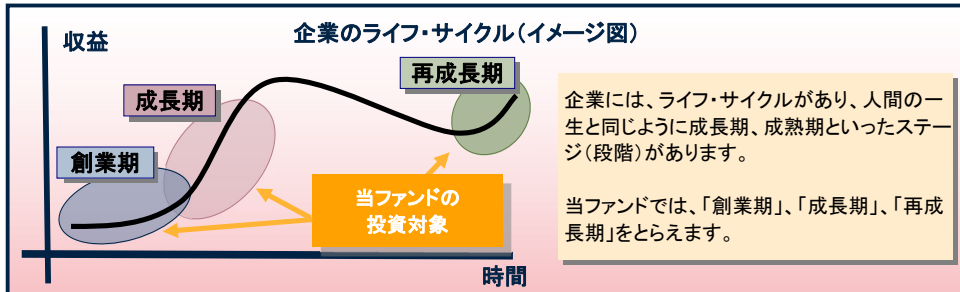 企業のライフ・サイクル(イメージ図)
収益
再成長期
成長期
創業期
当ファンドの
投資対象
時間
企業には、ライフ・サイクルがあり、人間の一
生と同じように成長期、成熟期といったステー
ジ(段階)があります。
当ファンドでは、「創業期」、「成長期」、「再成
長期」をとらえます。